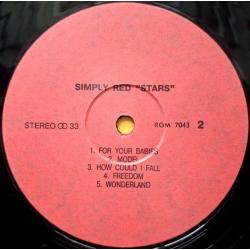 SIMPLY RED "STARS"
STEREO 33
RGM 7043 2
1. FOR YOUR BABIES
2. MODEL
3. HOW COULD I FALL
4. FREEDOM
5. WONDERLAND